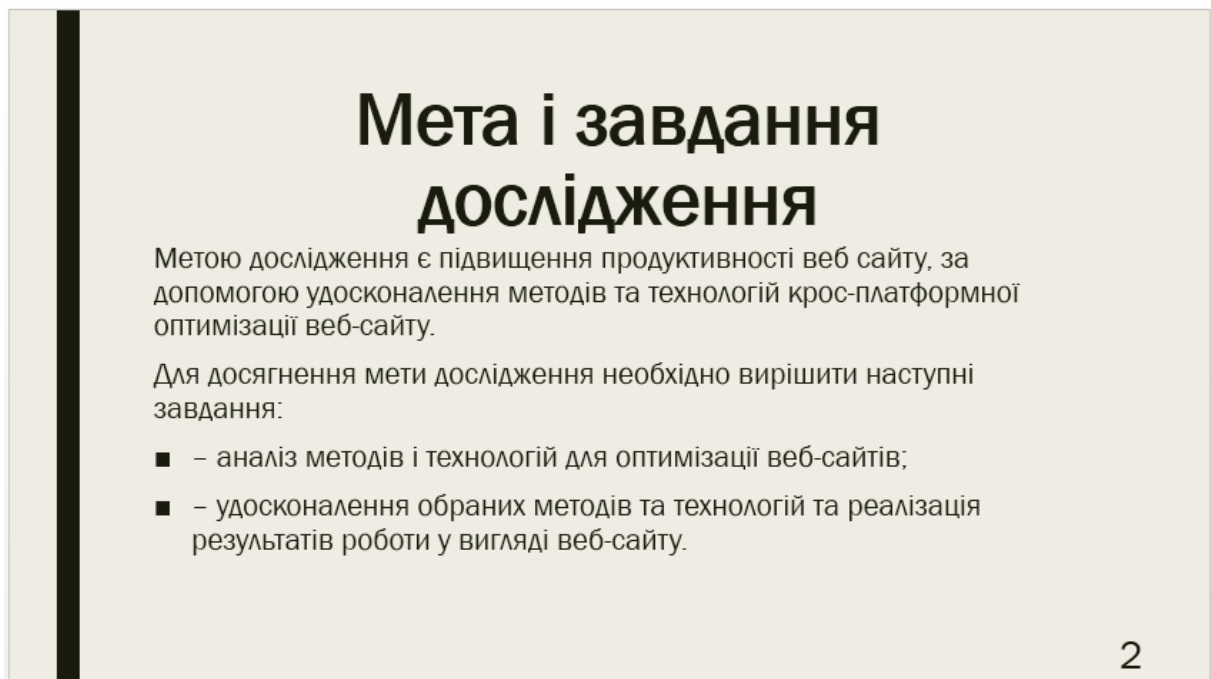 Мета і завдання
дослідження
Метою дослідження є підвищення продуктивності веб сайту, за
допомогою удосконалення методів та технологій крос-платформної
оптимізації веб-сайту.
Для досягнення мети дослідження необхідно вирішити наступні
завдання:
■ – аналіз методів і технологій для оптимізації веб-сайтів;
■ – удосконалення обраних методів та технологій та реалізація
результатів роботи у вигляді веб-сайту.
2